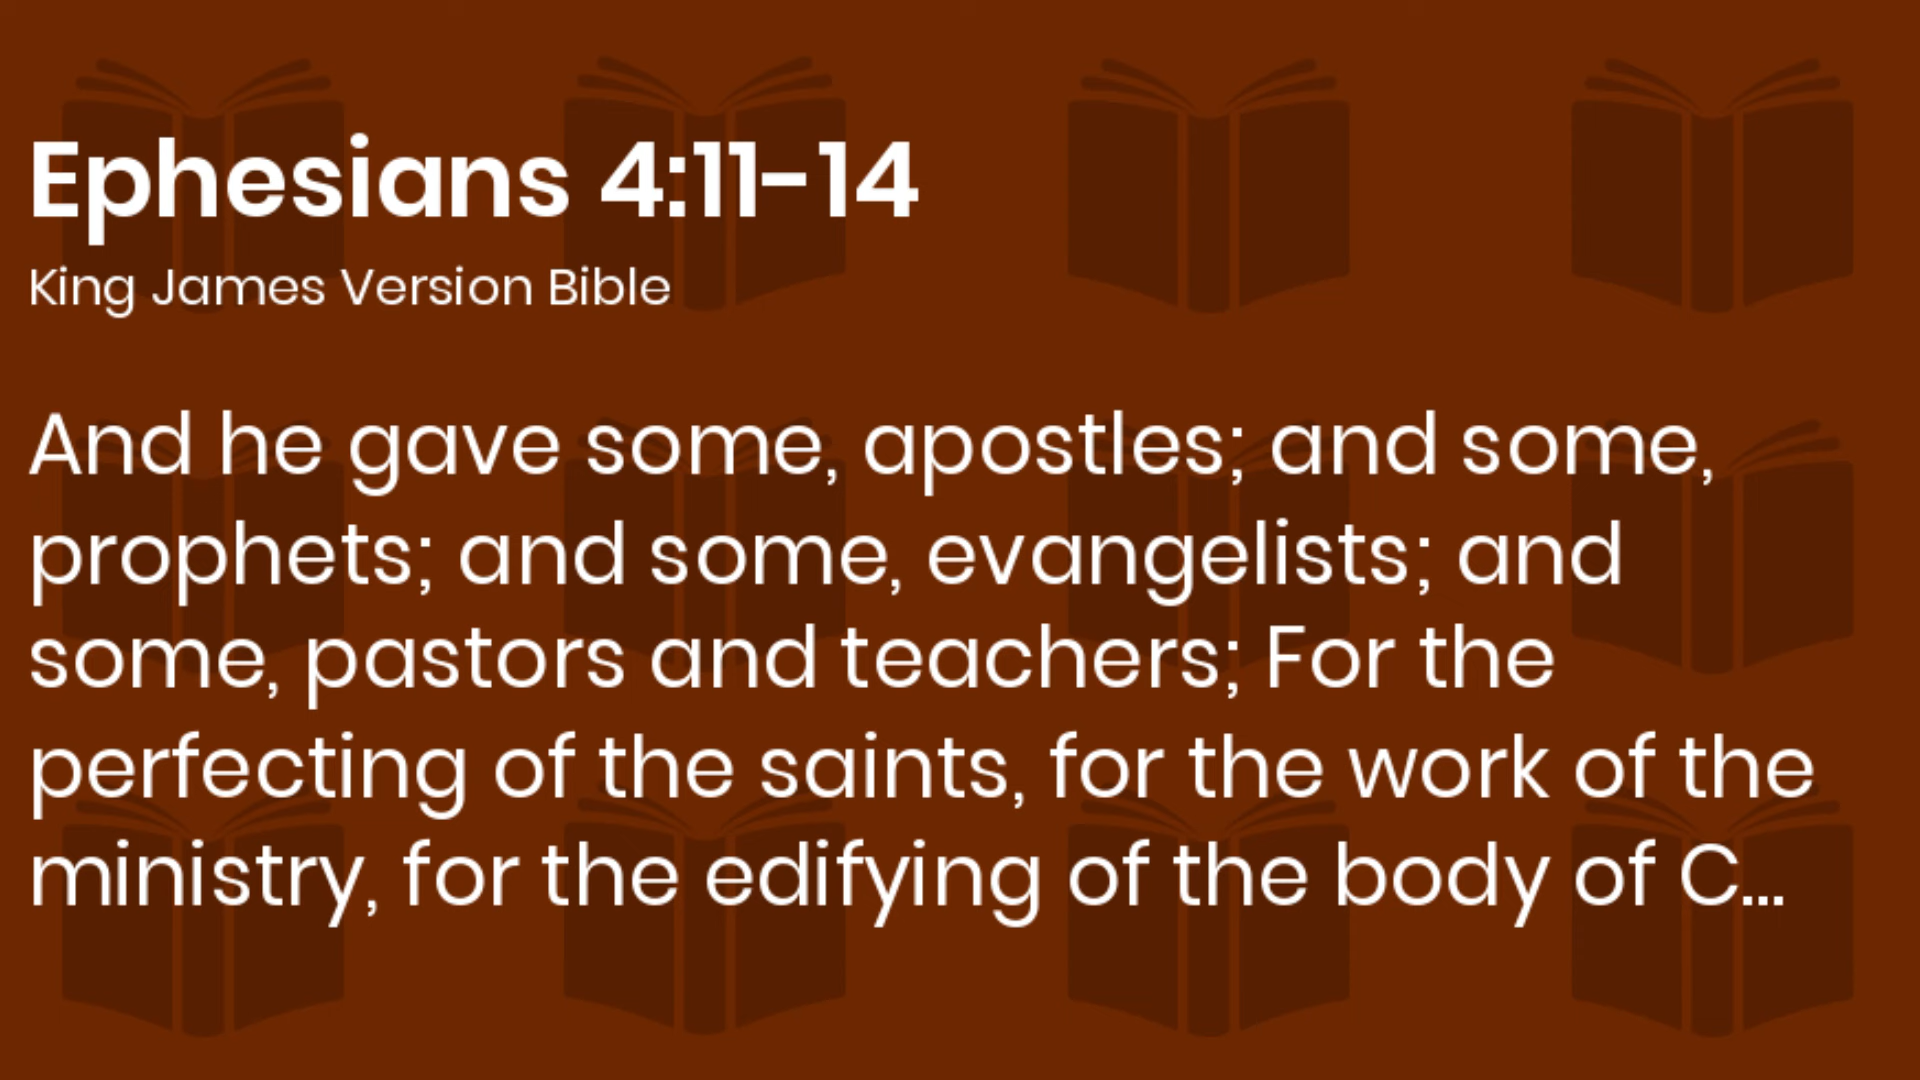 Ephesians 4:11-14
King James Version Bible
And he gave some, apostles; and some,
prophets; and some, evangelists; and
some, pastors and teachers; For the
perfecting of the saints, for the work of the
ministry, for the edifying of the body of C...